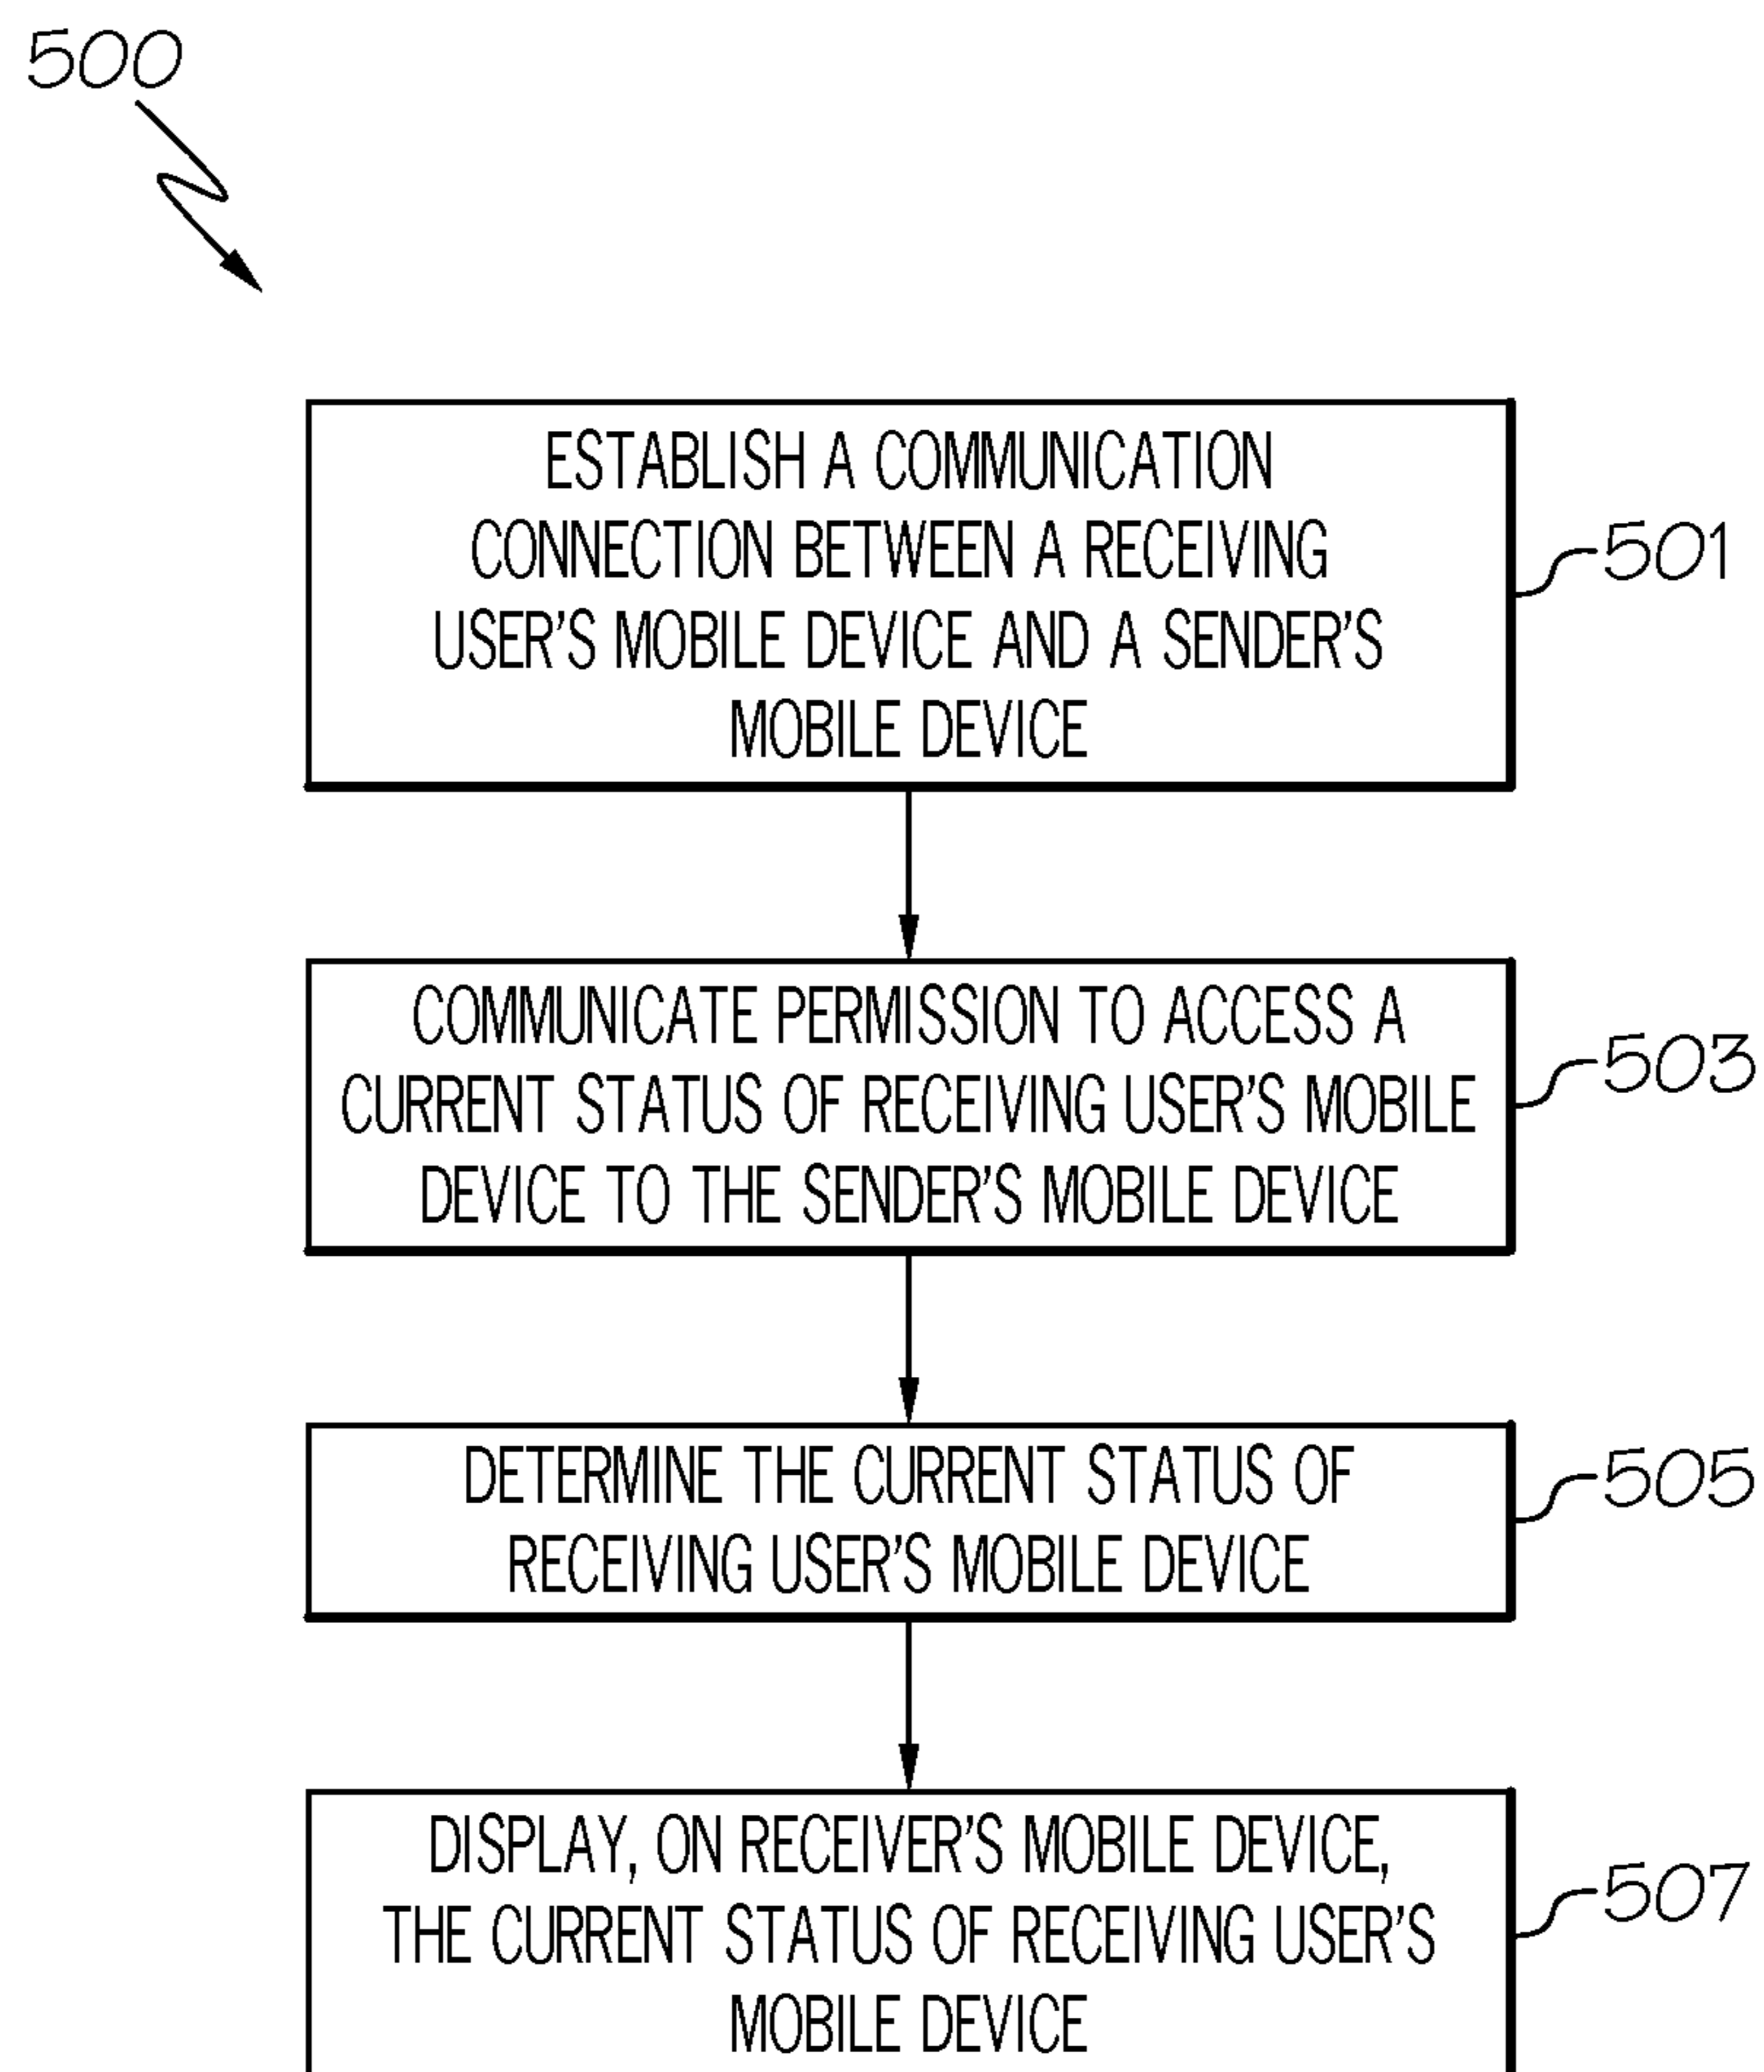 500
ESTABLISH A COMMUNICATION
CONNECTION BETWEEN A RECEIVING
USER'S MOBILE DEVICE AND A SENDER'S
MOBILE DEVICE
501
COMMUNICATE PERMISSION TO ACCESS A
CURRENT STATUS OF RECEIVING USER'S MOBILE
DEVICE TO THE SENDER'S MOBILE DEVICE
503
DETERMINE THE CURRENT STATUS OF
RECEIVING USER'S MOBILE DEVICE
505
DISPLAY, ON RECEIVER'S MOBILE DEVICE,
THE CURRENT STATUS OF RECEIVING USER'S
MOBILE DEVICE
507